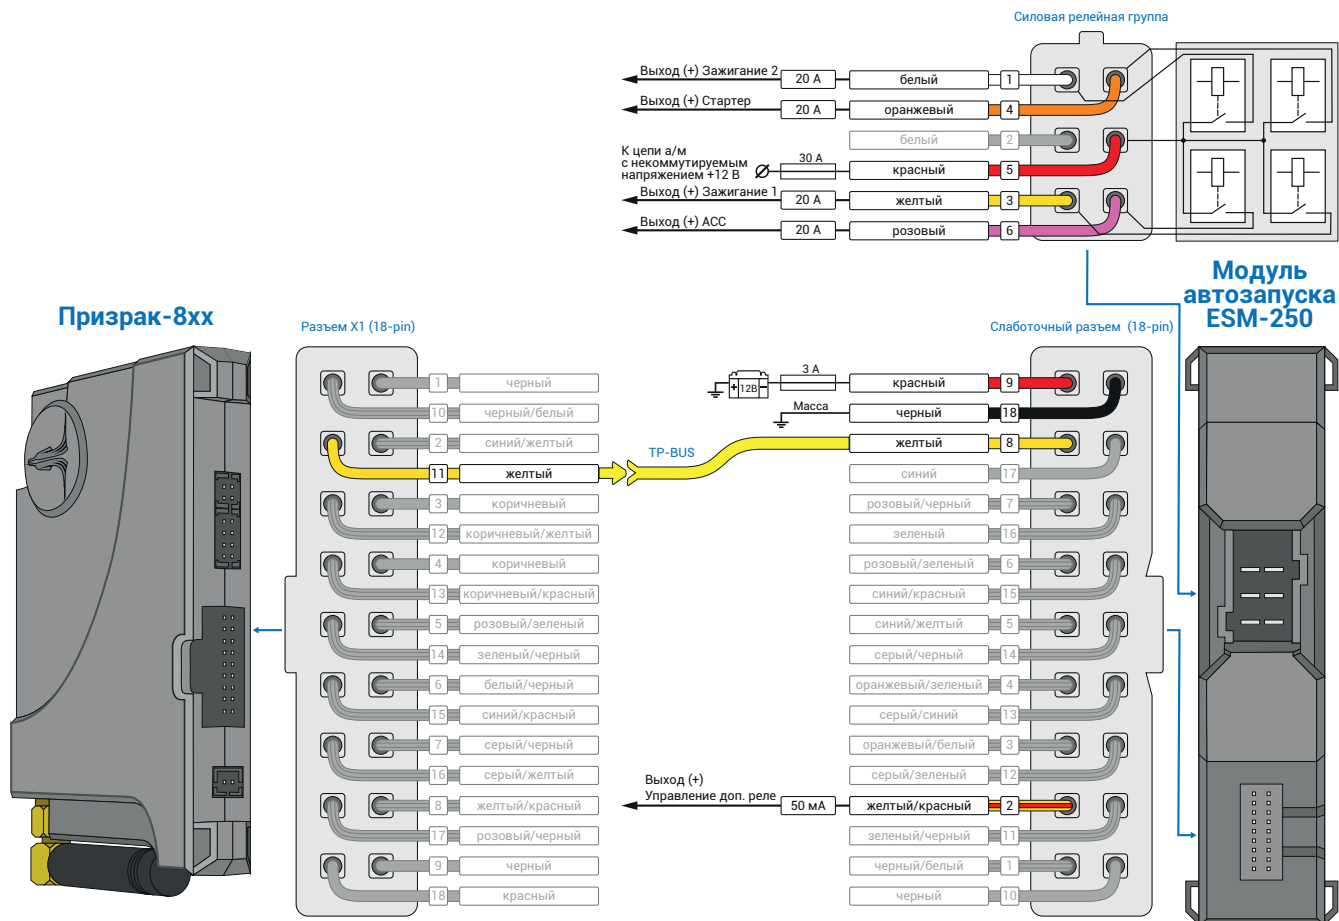 Силовая релейная группа
Выход (+) Зажигание 2
20 А
белый
1
Выход (+) Стартер
20 А
оранжевый
4
белый
2
К цепи а/м
с некоммутируемым
напряжением +12 В
30 А
красный
5
Выход (+) Зажигание 1
20 А
желтый
3
Выход (+) АСС
20 А
розовый
6
Модуль
автозапуска
ESM-250
Призрак-8хх
Разъем X1 (18-pin)
Слаботочный разъем (18-pin)
1 черный
10 черный/белый
2 синий/желтый
11 желтый
3 коричневый
12 коричневый/желтый
4 коричневый
13 коричневый/красный
5 розовый/зеленый
14 зеленый/черный
6 белый/черный
15 синий/красный
7 серый/черный
16 серый/желтый
8 желтый/красный
17 розовый/черный
9 черный
18 красный
TP-BUS
+ 12В −
3 А
красный 9
Масса
черный 18
желтый 8
синий 17
розовый/черный 7
зеленый 16
розовый/зеленый 6
синий/красный 15
синий/желтый 5
серый/черный 14
оранжевый/зеленый 4
серый/синий 13
оранжевый/белый 3
серый/зеленый 12
Выход (+)
Управление доп. реле
50 мА
желтый/красный 2
зеленый/черный 11
черный/белый 1
черный 10